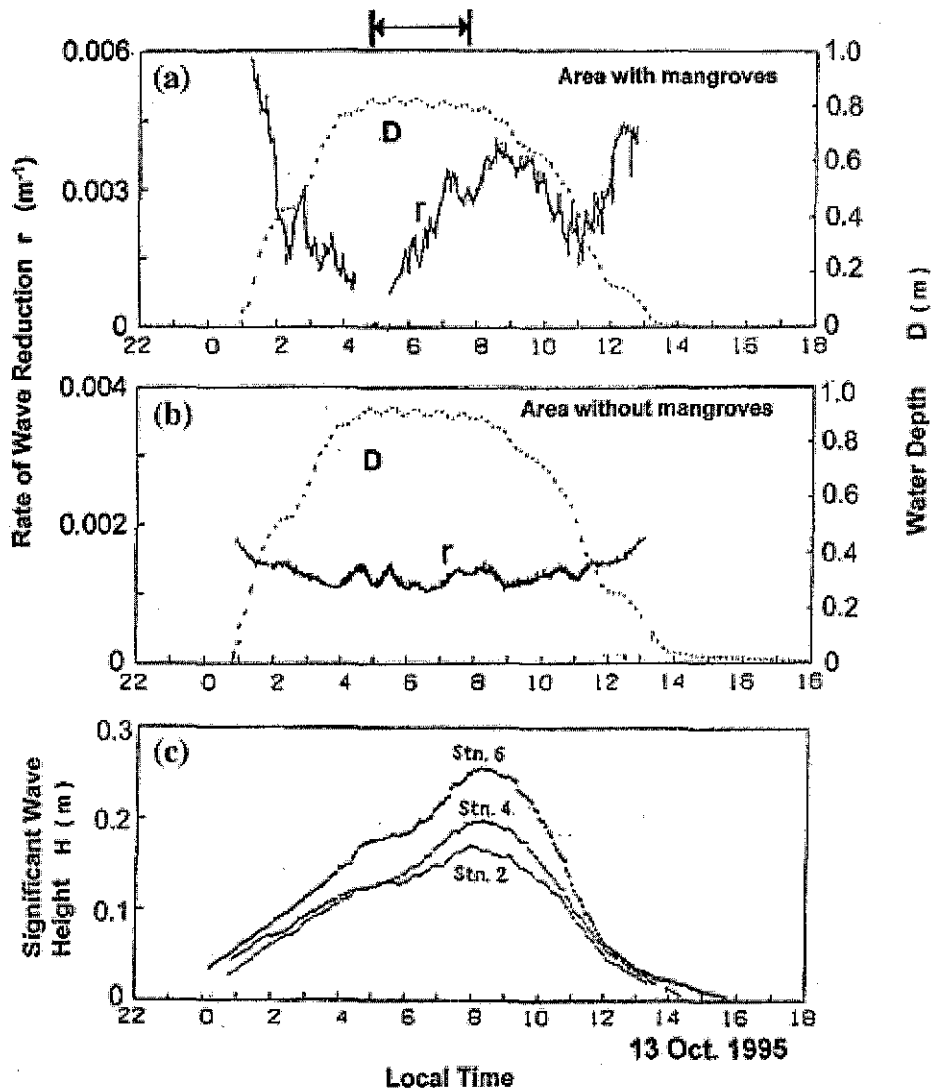 0.006
0.003
0
(a)
Area with mangroves
D
r
1.0
0.8
0.6
0.4
0.2
0
22 0 2 4 6 8 10 12 14 16 18
Rate of Wave Reduction r (m⁻¹)
Water Depth D (m)
0.004
0.002
0
(b)
Area without mangroves
D
r
1.0
0.8
0.6
0.4
0.2
0
22 0 2 4 6 8 10 12 14 16 18
0.3
0.2
0.1
0
(c)
Stn. 6
Stn. 4
Stn. 2
Significant Wave
Height H (m)
22 0 2 4 6 8 10 12 14 16 18
13 Oct. 1995
Local Time